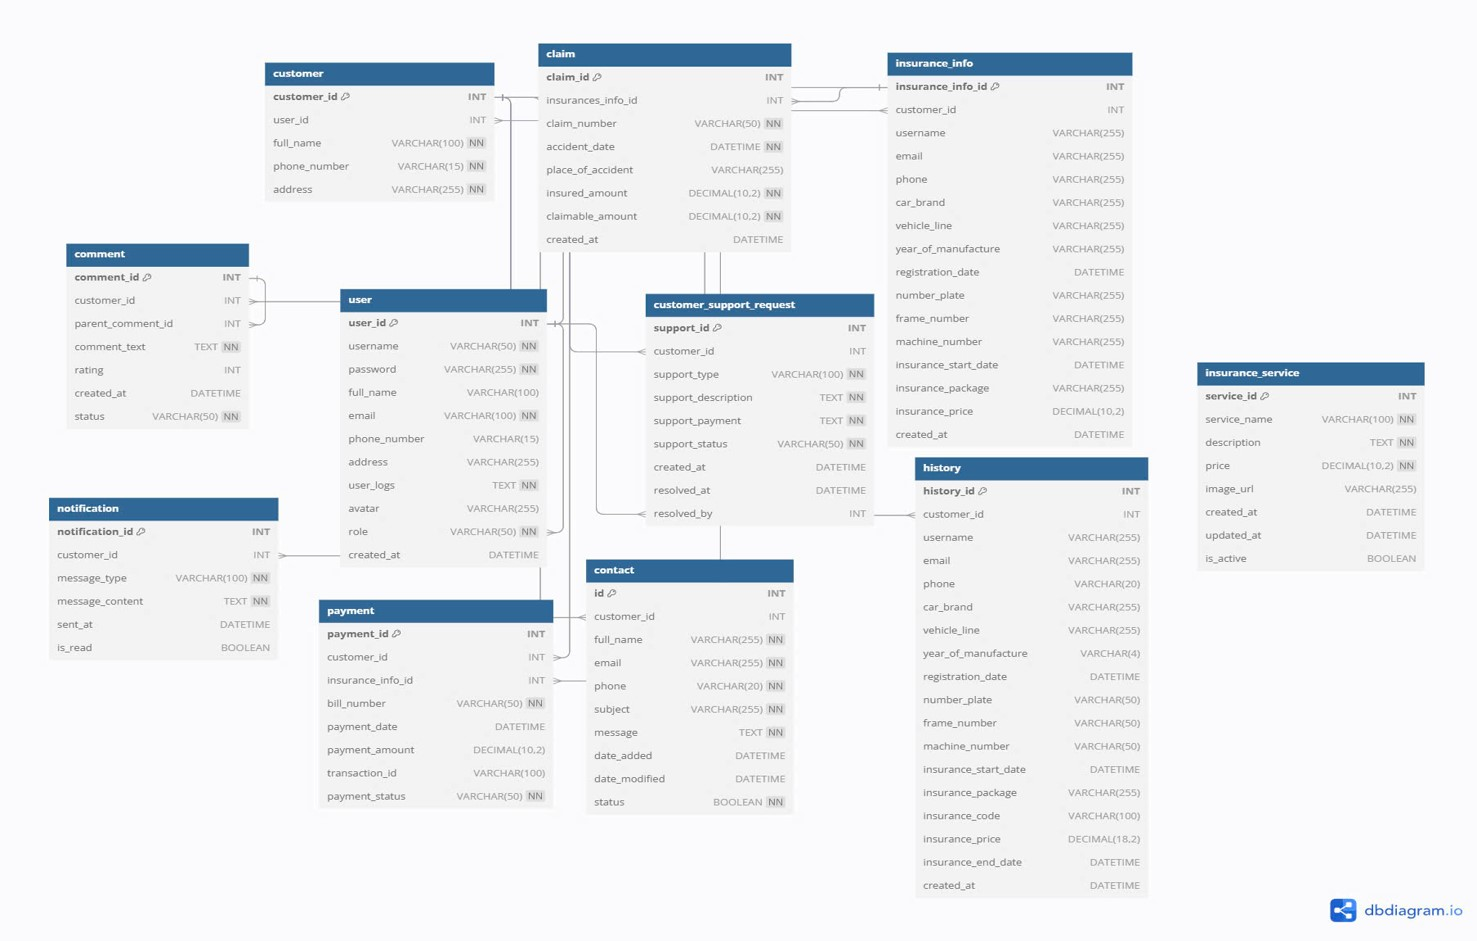 customer
customer_id INT
user_id INT
full_name VARCHAR(100) NN
phone_number VARCHAR(15) NN
address VARCHAR(255) NN
claim
claim_id INT
insurances_info_id INT
claim_number VARCHAR(50) NN
accident_date DATETIME NN
place_of_accident VARCHAR(255)
insured_amount DECIMAL(10,2) NN
claimable_amount DECIMAL(10,2) NN
created_at DATETIME
insurance_info
insurance_info_id INT
customer_id INT
username VARCHAR(255)
email VARCHAR(255)
phone VARCHAR(255)
car_brand VARCHAR(255)
vehicle_line VARCHAR(255)
year_of_manufacture VARCHAR(255)
registration_date DATETIME
number_plate VARCHAR(255)
frame_number VARCHAR(255)
machine_number VARCHAR(255)
insurance_start_date DATETIME
insurance_package VARCHAR(255)
insurance_price DECIMAL(10,2)
created_at DATETIME
comment
comment_id INT
customer_id INT
parent_comment_id INT
comment_text TEXT NN
rating INT
created_at DATETIME
status VARCHAR(50) NN
user
user_id INT
username VARCHAR(50) NN
password VARCHAR(255) NN
full_name VARCHAR(100)
email VARCHAR(100) NN
phone_number VARCHAR(15)
address VARCHAR(255)
user_logs TEXT NN
avatar VARCHAR(255)
role VARCHAR(50) NN
created_at DATETIME
customer_support_request
support_id INT
customer_id INT
support_type VARCHAR(100) NN
support_description TEXT NN
support_payment TEXT NN
support_status VARCHAR(50) NN
created_at DATETIME
resolved_at DATETIME
resolved_by INT
insurance_service
service_id INT
service_name VARCHAR(100) NN
description TEXT NN
price DECIMAL(10,2) NN
image_url VARCHAR(255)
created_at DATETIME
updated_at DATETIME
is_active BOOLEAN
notification
notification_id INT
customer_id INT
message_type VARCHAR(100) NN
message_content TEXT NN
sent_at DATETIME
is_read BOOLEAN
payment
payment_id INT
customer_id INT
insurance_info_id INT
bill_number VARCHAR(50) NN
payment_date DATETIME
payment_amount DECIMAL(10,2)
transaction_id VARCHAR(100)
payment_status VARCHAR(50) NN
contact
id INT
customer_id INT
full_name VARCHAR(255) NN
email VARCHAR(255) NN
phone VARCHAR(20) NN
subject VARCHAR(255) NN
message TEXT NN
date_added DATETIME
date_modified DATETIME
status BOOLEAN NN
history
history_id INT
customer_id INT
username VARCHAR(255)
email VARCHAR(255)
phone VARCHAR(20)
car_brand VARCHAR(255)
vehicle_line VARCHAR(255)
year_of_manufacture VARCHAR(4)
registration_date DATETIME
number_plate VARCHAR(50)
frame_number VARCHAR(50)
machine_number VARCHAR(50)
insurance_start_date DATETIME
insurance_package VARCHAR(255)
insurance_code VARCHAR(100)
insurance_price DECIMAL(18,2)
insurance_end_date DATETIME
created_at DATETIME
dbdiagram.io